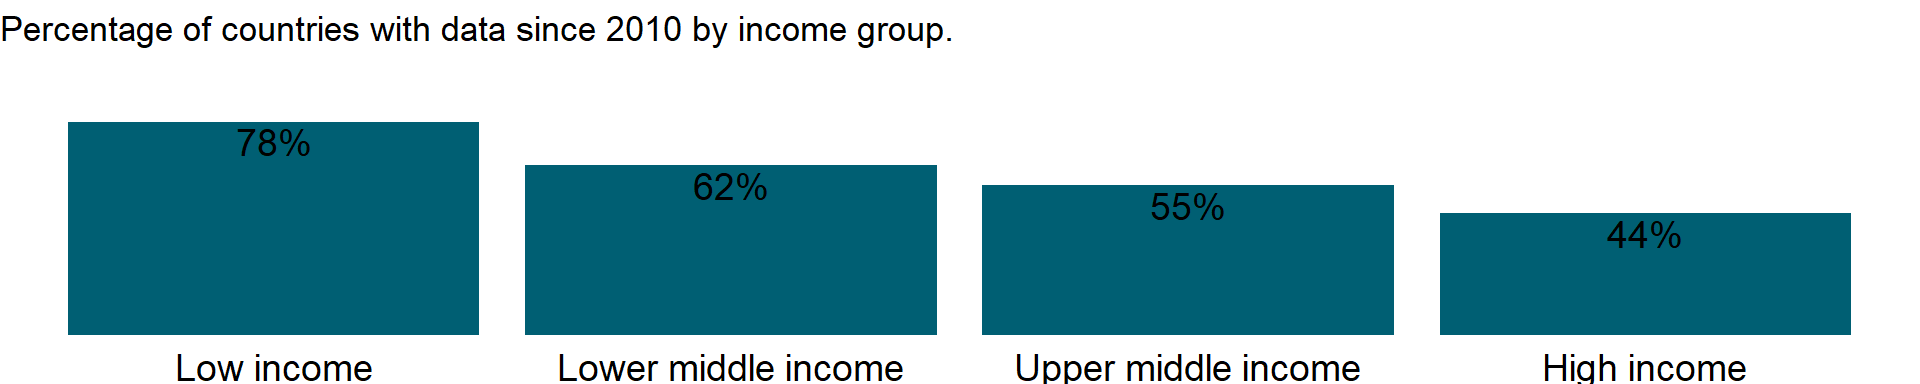 Percentage of countries with data since 2010 by income group.
78%
62%
55%
44%
Low income
Lower middle income
Upper middle income
High income